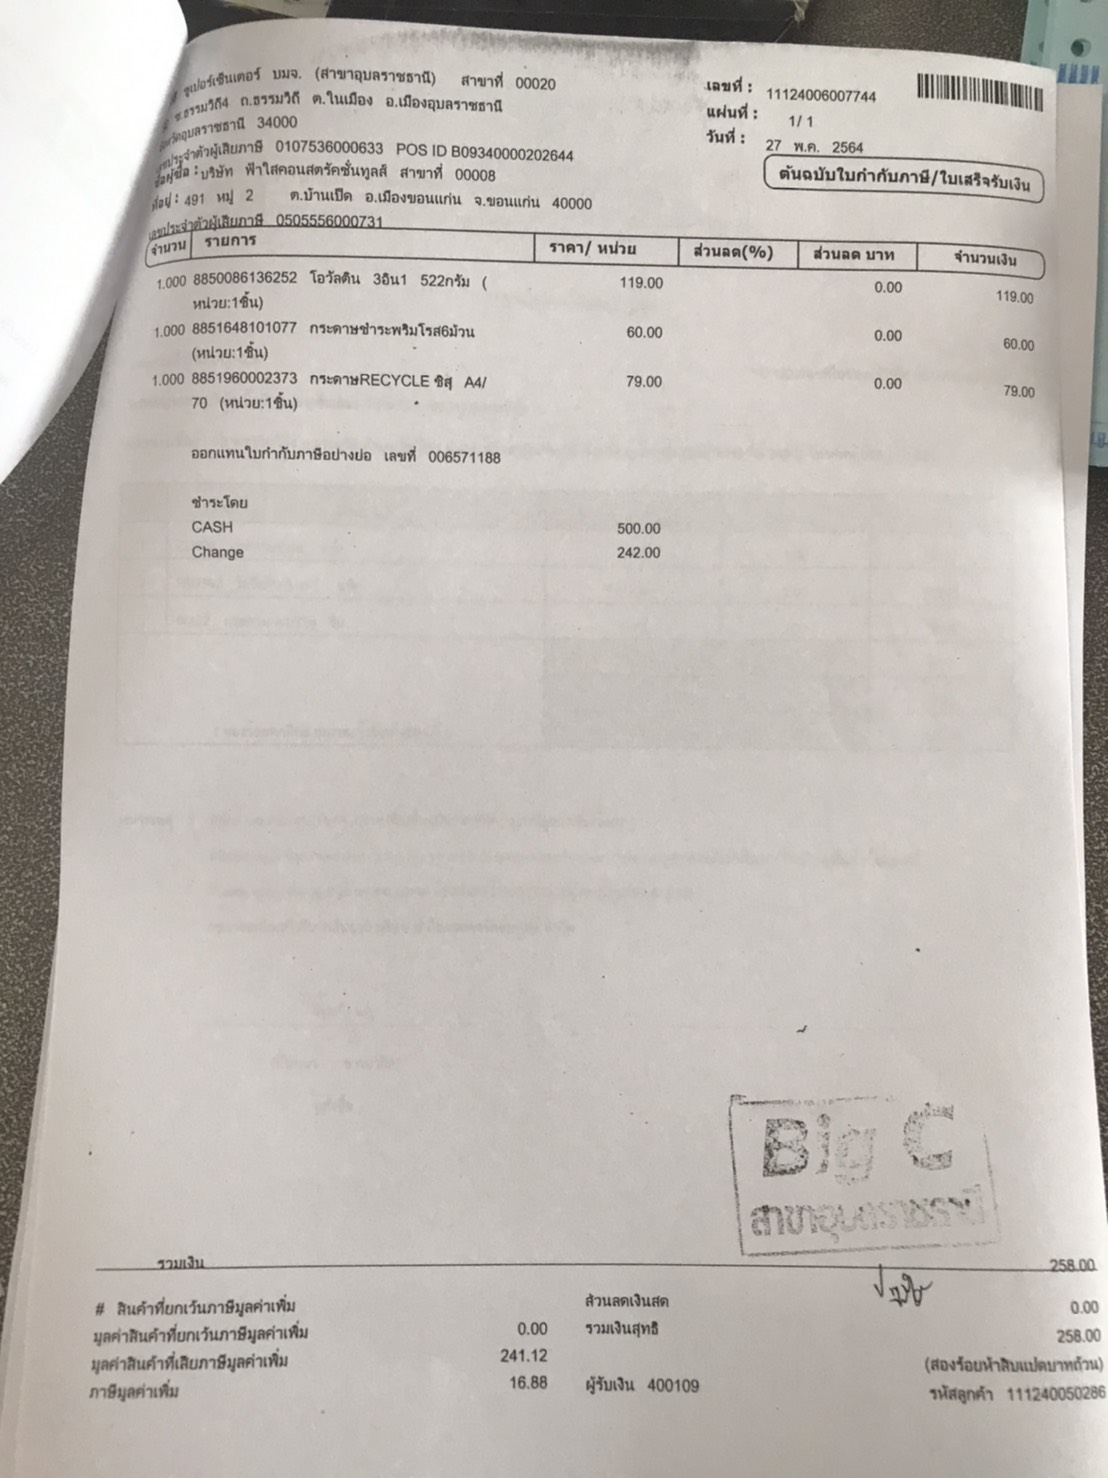 ซูเปอร์เซ็นเตอร์ บมจ. (สาขาอุบลราชธานี) สาขาที่ 00020
ซ.ธรรมวิถี4 ถ.ธรรมวิถี ต.ในเมือง อ.เมืองอุบลราชธานี
อุบลราชธานี 34000
ประจำตัวผู้เสียภาษี 0107536000633 POS ID B09340000202644
ชื่อผู้ซื้อ : บริษัท ฟ้าใสคอนสตรัคชั่นทูลส์ สาขาที่ 00008
ที่อยู่ : 491 หมู่ 2 ต.บ้านเป็ด อ.เมืองขอนแก่น จ.ขอนแก่น 40000
เลขประจำตัวผู้เสียภาษี 0505556000731
เลขที่ : 11124006007744
แผ่นที่ : 1/ 1
วันที่ : 27 พ.ค. 2564
ต้นฉบับใบกำกับภาษี/ใบเสร็จรับเงิน
จำนวน รายการ ราคา/ หน่วย ส่วนลด(%) ส่วนลด บาท จำนวนเงิน
1.000 8850086136252 โอวัลติน 3อิน1 522กรัม ( 119.00 0.00 119.00
หน่วย:1ชิ้น)
1.000 8851648101077 กระดาษชำระพริมโรส6ม้วน 60.00 0.00 60.00
(หน่วย:1ชิ้น)
1.000 8851960002373 กระดาษRECYCLE ชิสุ A4/ 79.00 0.00 79.00
70 (หน่วย:1ชิ้น)
ออกแทนใบกำกับภาษีอย่างย่อ เลขที่ 006571188
ชำระโดย
CASH 500.00
Change 242.00
Big C
สาขาอุบลราชธานี
รวมเงิน 258.00
# สินค้าที่ยกเว้นภาษีมูลค่าเพิ่ม ส่วนลดเงินสด 0.00
มูลค่าสินค้าที่ยกเว้นภาษีมูลค่าเพิ่ม 0.00 รวมเงินสุทธิ 258.00
มูลค่าสินค้าที่เสียภาษีมูลค่าเพิ่ม 241.12 (สองร้อยห้าสิบแปดบาทถ้วน)
ภาษีมูลค่าเพิ่ม 16.88 ผู้รับเงิน 400109 รหัสลูกค้า 111240050286